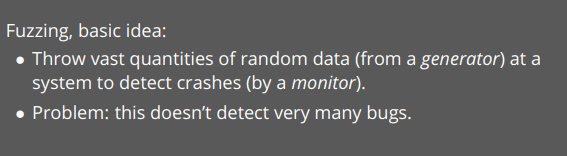 Fuzzing, basic idea:
• Throw vast quantities of random data (from a generator) at a
system to detect crashes (by a monitor).
• Problem: this doesn’t detect very many bugs.